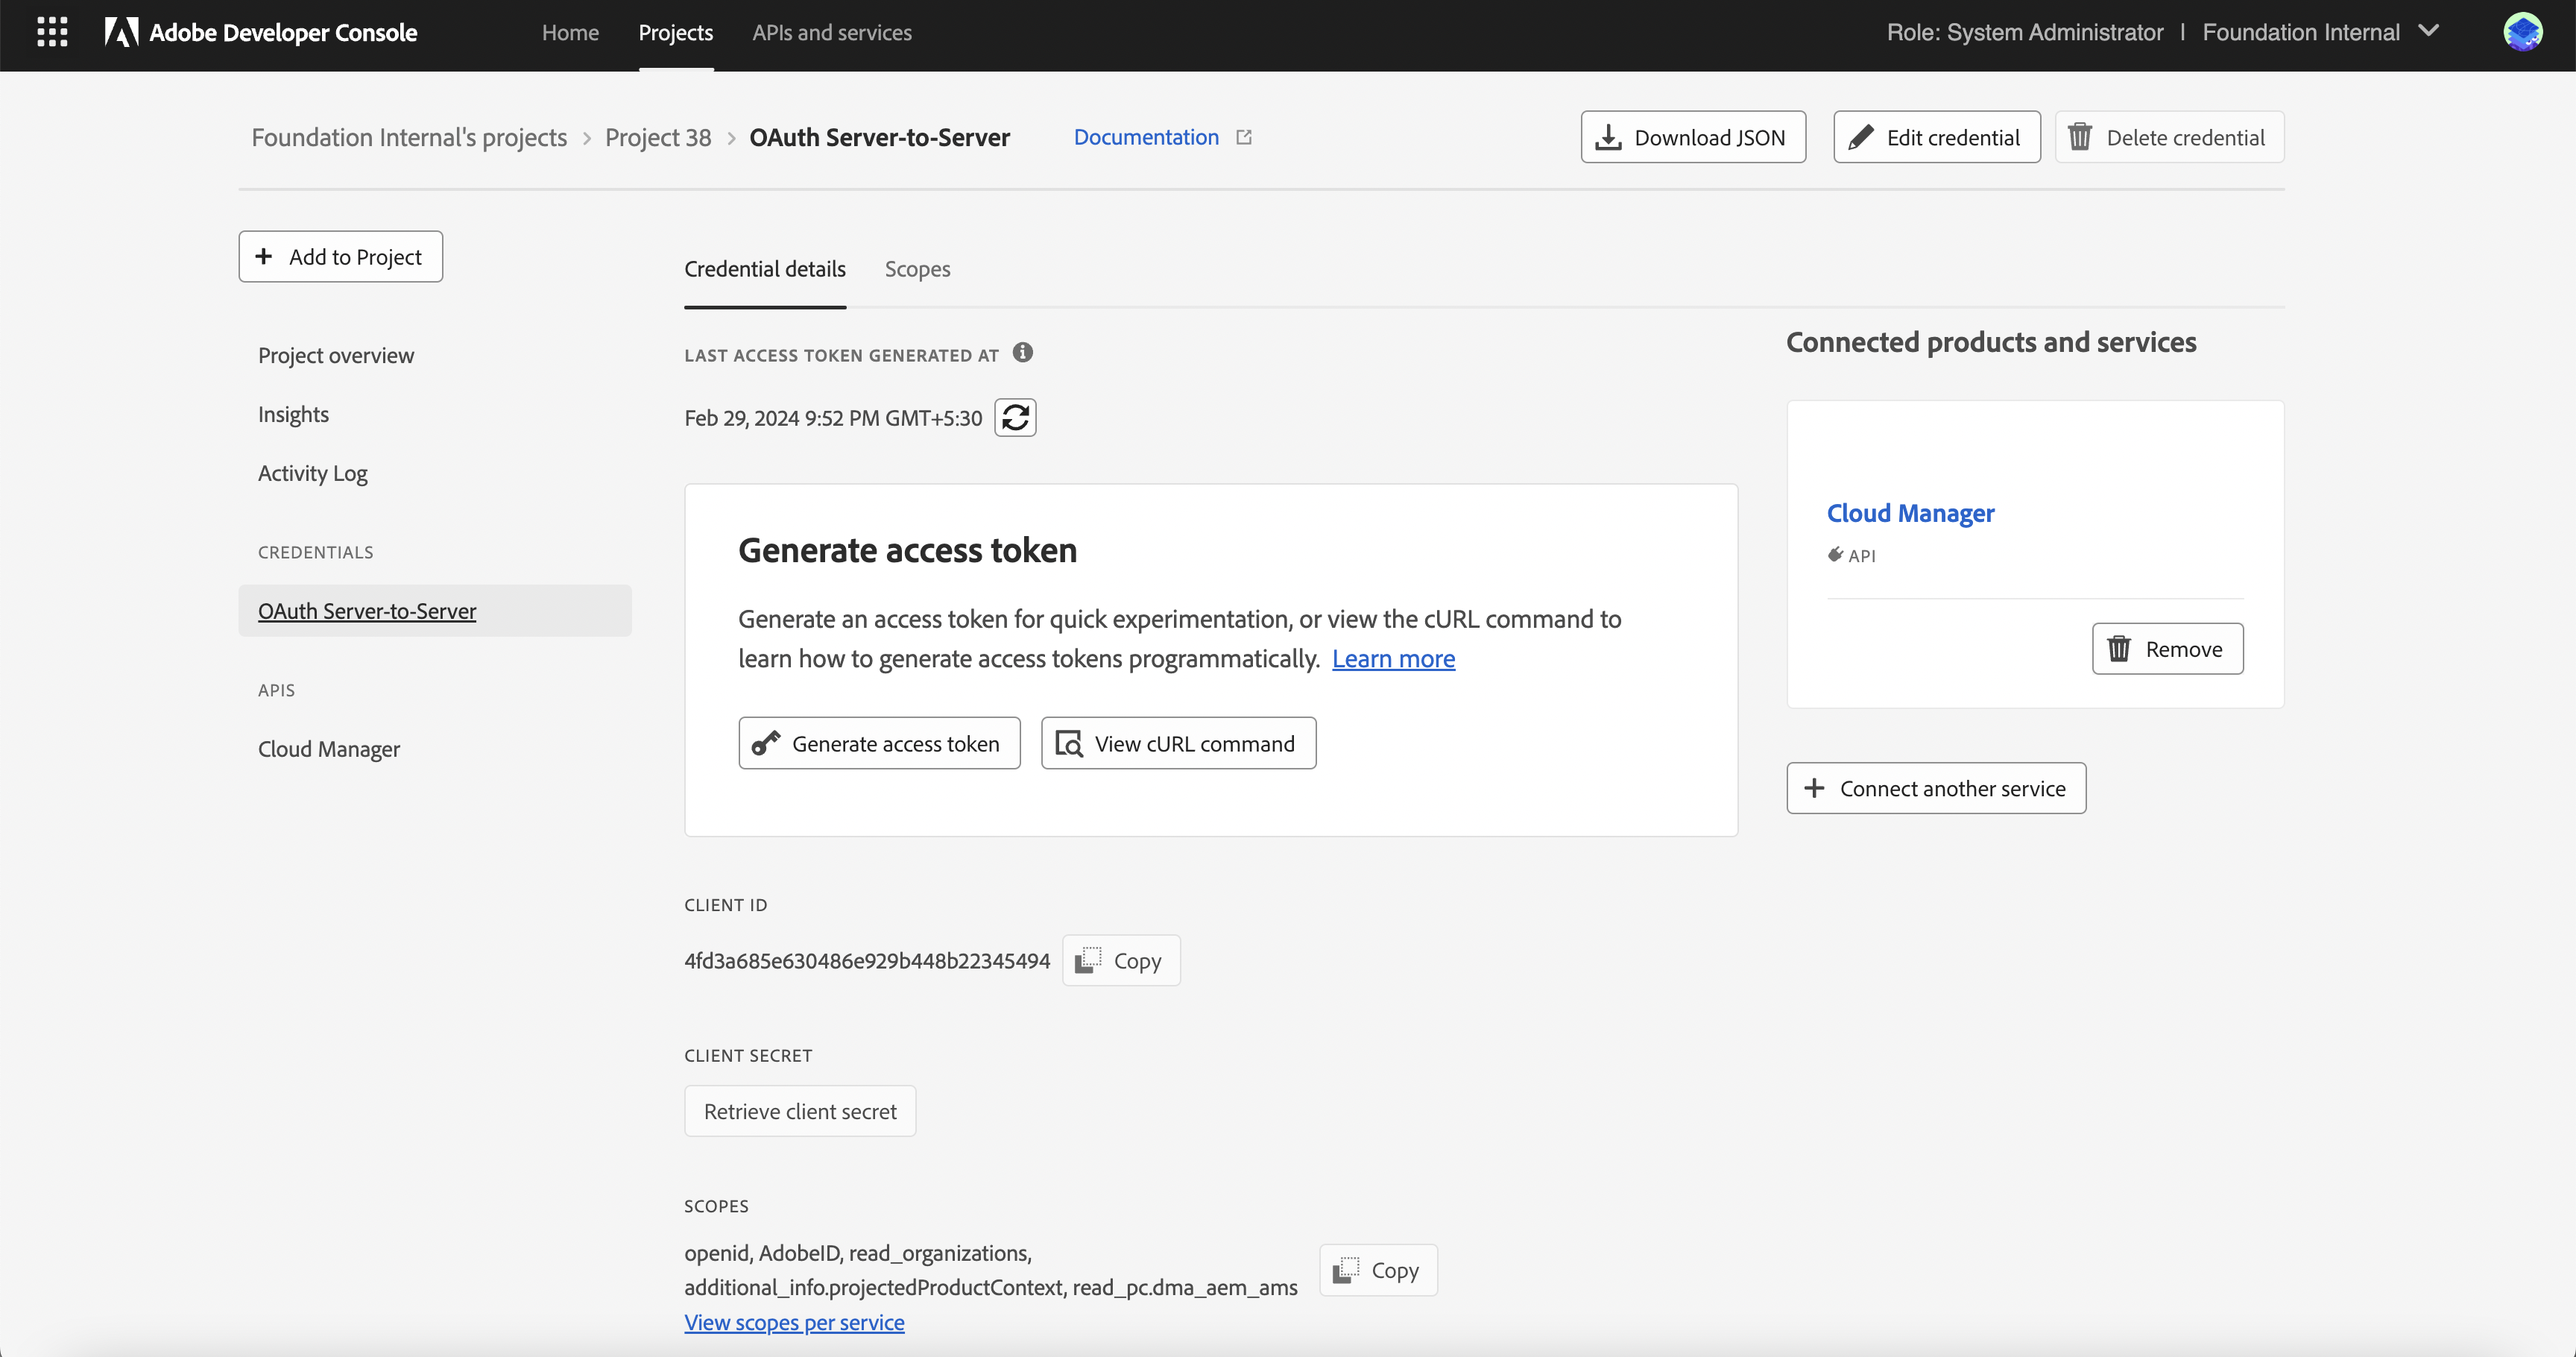 Adobe Developer Console
Home
Projects
APIs and services
Role: System Administrator | Foundation Internal
Foundation Internal's projects > Project 38 > OAuth Server-to-Server
Documentation
Download JSON
Edit credential
Delete credential
+ Add to Project
Project overview
Insights
Activity Log
CREDENTIALS
OAuth Server-to-Server
APIS
Cloud Manager
Credential details
Scopes
LAST ACCESS TOKEN GENERATED AT
Feb 29, 2024 9:52 PM GMT+5:30
Generate access token
Generate an access token for quick experimentation, or view the cURL command to
learn how to generate access tokens programmatically. Learn more
Generate access token
View cURL command
CLIENT ID
4fd3a685e630486e929b448b22345494
Copy
CLIENT SECRET
Retrieve client secret
SCOPES
openid, AdobeID, read_organizations,
additional_info.projectedProductContext, read_pc.dma_aem_ams
Copy
View scopes per service
Connected products and services
Cloud Manager
API
Remove
+ Connect another service